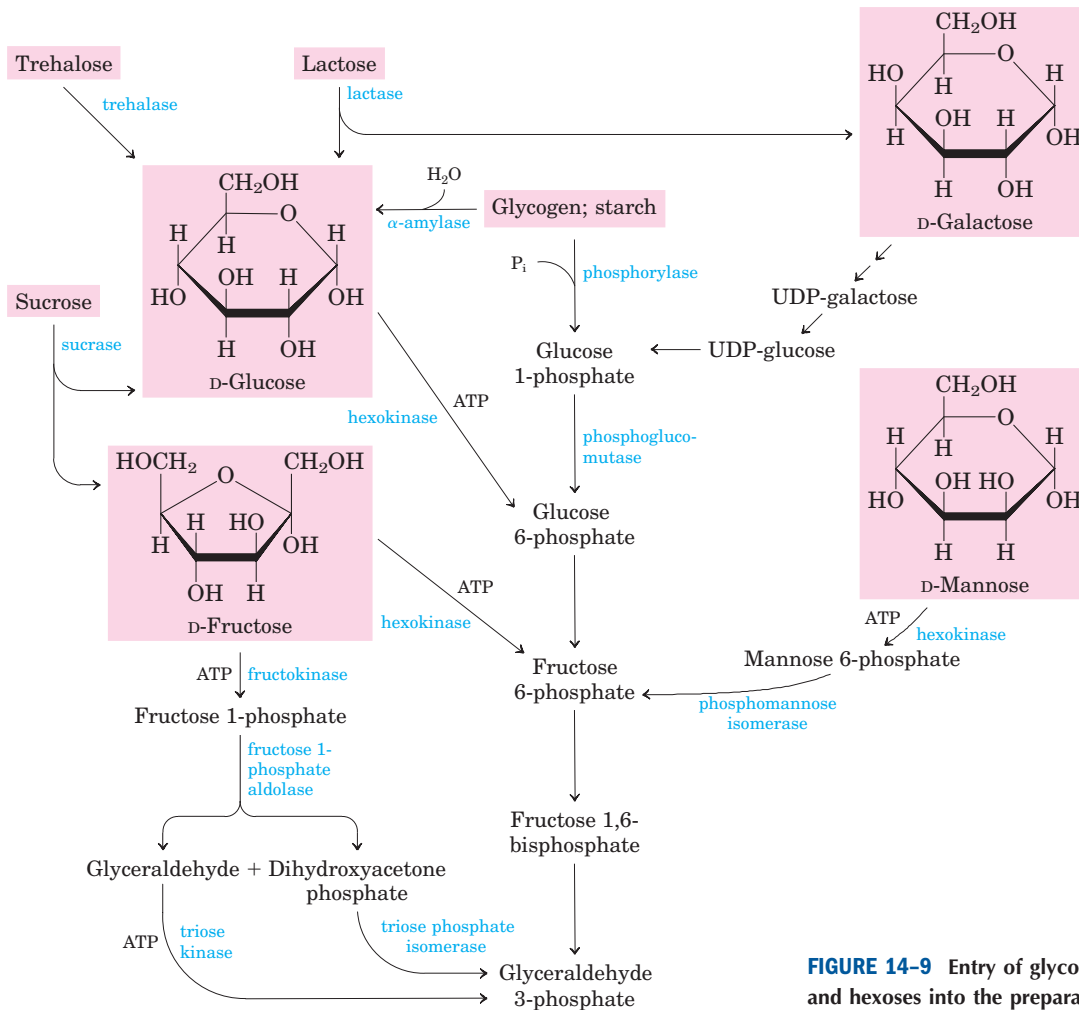 Trehalose
trehalase
Lactose
lactase
CH₂OH
O
HO
H
H
OH
H
H
OH
H
OH
D-Galactose
CH₂OH
O
H
H
H
OH
H
HO
OH
H
OH
D-Glucose
H₂O
α-amylase
Glycogen; starch
Pᵢ
phosphorylase
UDP-galactose
UDP-glucose
Glucose
1-phosphate
Sucrose
sucrase
hexokinase
ATP
phosphogluco-
mutase
Glucose
6-phosphate
CH₂OH
O
H
H
H
OH
HO
HO
OH
H
H
D-Mannose
HOCH₂
O
CH₂OH
H
HO
H
OH
OH
H
D-Fructose
ATP
hexokinase
ATP
hexokinase
Mannose 6-phosphate
phosphomannose
isomerase
Fructose
6-phosphate
ATP
fructokinase
Fructose 1-phosphate
fructose 1-
phosphate
aldolase
Fructose 1,6-
bisphosphate
Glyceraldehyde + Dihydroxyacetone
phosphate
ATP
triose
kinase
triose phosphate
isomerase
Glyceraldehyde
3-phosphate
FIGURE 14–9 Entry of glyco
and hexoses into the prepara